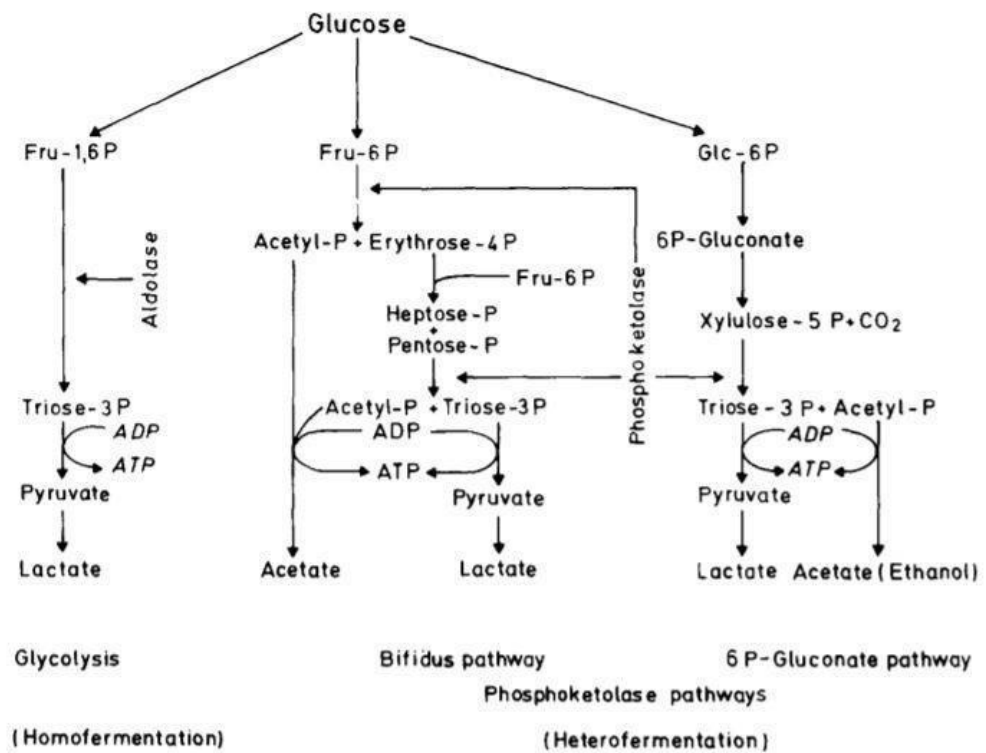 Glucose
Fru-1,6P
Fru-6P
Glc-6P
Aldolase
Phosphoketolase
Acetyl-P + Erythrose-4P
6P-Gluconate
Fru-6P
Heptose-P
+
Pentose-P
Xylulose-5 P+CO₂
Triose-3P
Acetyl-P + Triose-3P
Triose-3P + Acetyl-P
ADP
ATP
ADP
ATP
ADP
ATP
Pyruvate
Pyruvate
Pyruvate
Lactate
Acetate
Lactate
Lactate
Acetate (Ethanol)
Glycolysis
Bifidus pathway
6P-Gluconate pathway
Phosphoketolase pathways
(Homofermentation)
(Heterofermentation)